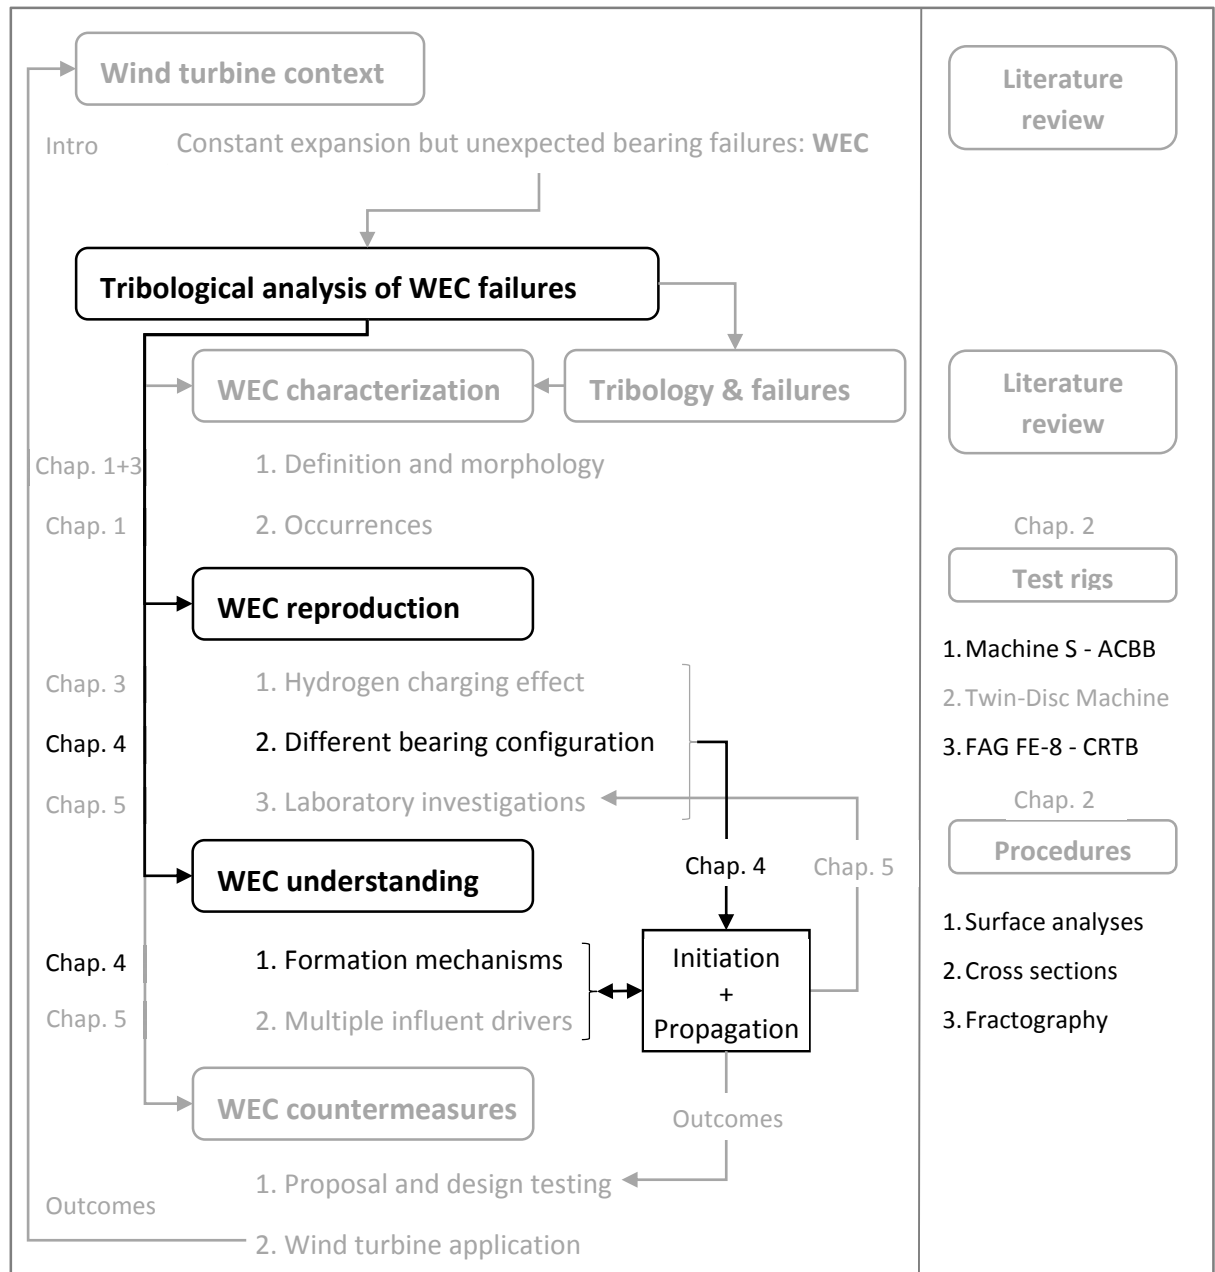 Wind turbine context
Intro
Constant expansion but unexpected bearing failures: WEC
Tribological analysis of WEC failures
WEC characterization
Tribology & failures
Chap. 1+3
1. Definition and morphology
Chap. 1
2. Occurrences
WEC reproduction
Chap. 3
1. Hydrogen charging effect
Chap. 4
2. Different bearing configuration
Chap. 5
3. Laboratory investigations
WEC understanding
Chap. 4
Chap. 5
Chap. 4
1. Formation mechanisms
Chap. 5
2. Multiple influent drivers
Initiation
+
Propagation
WEC countermeasures
Outcomes
1. Proposal and design testing
Outcomes
2. Wind turbine application
Literature
review
Literature
review
Chap. 2
Test rigs
1. Machine S - ACBB
2. Twin-Disc Machine
3. FAG FE-8 - CRTB
Chap. 2
Procedures
1. Surface analyses
2. Cross sections
3. Fractography